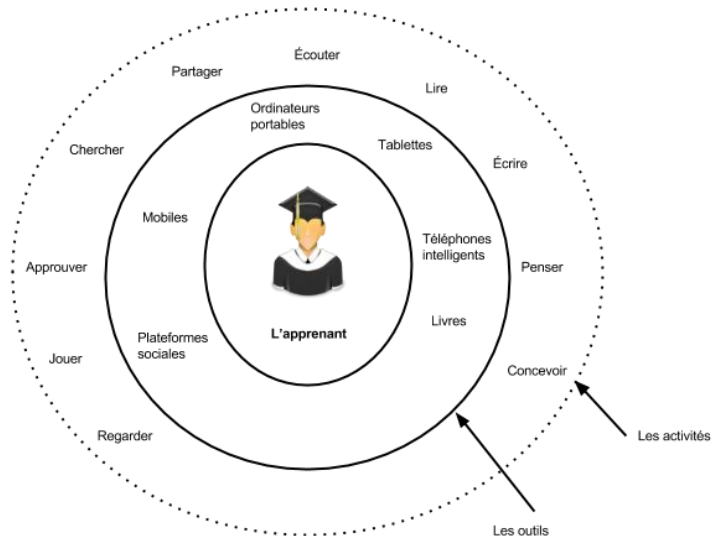 Écouter
Partager
Lire
Ordinateurs
portables
Tablettes
Chercher
Écrire
Mobiles
Téléphones
intelligents
Approuver
Penser
Livres
L'apprenant
Plateformes
sociales
Jouer
Concevoir
Regarder
Les activités
Les outils